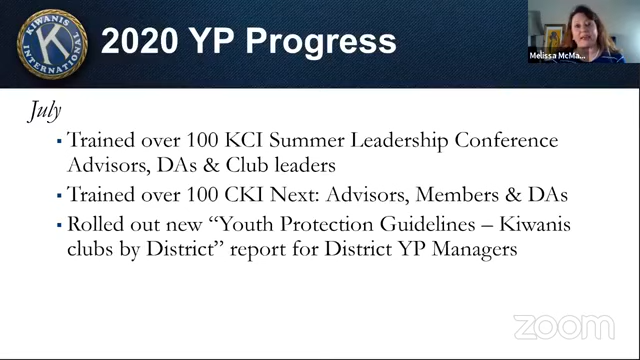 KIWANIS
K
INTERNATIONAL
2020 YP Progress
Melissa McMa...
July
Trained over 100 KCI Summer Leadership Conference
Advisors, DAs & Club leaders
Trained over 100 CKI Next: Advisors, Members & DAs
Rolled out new “Youth Protection Guidelines – Kiwanis
clubs by District” report for District YP Managers
zoom